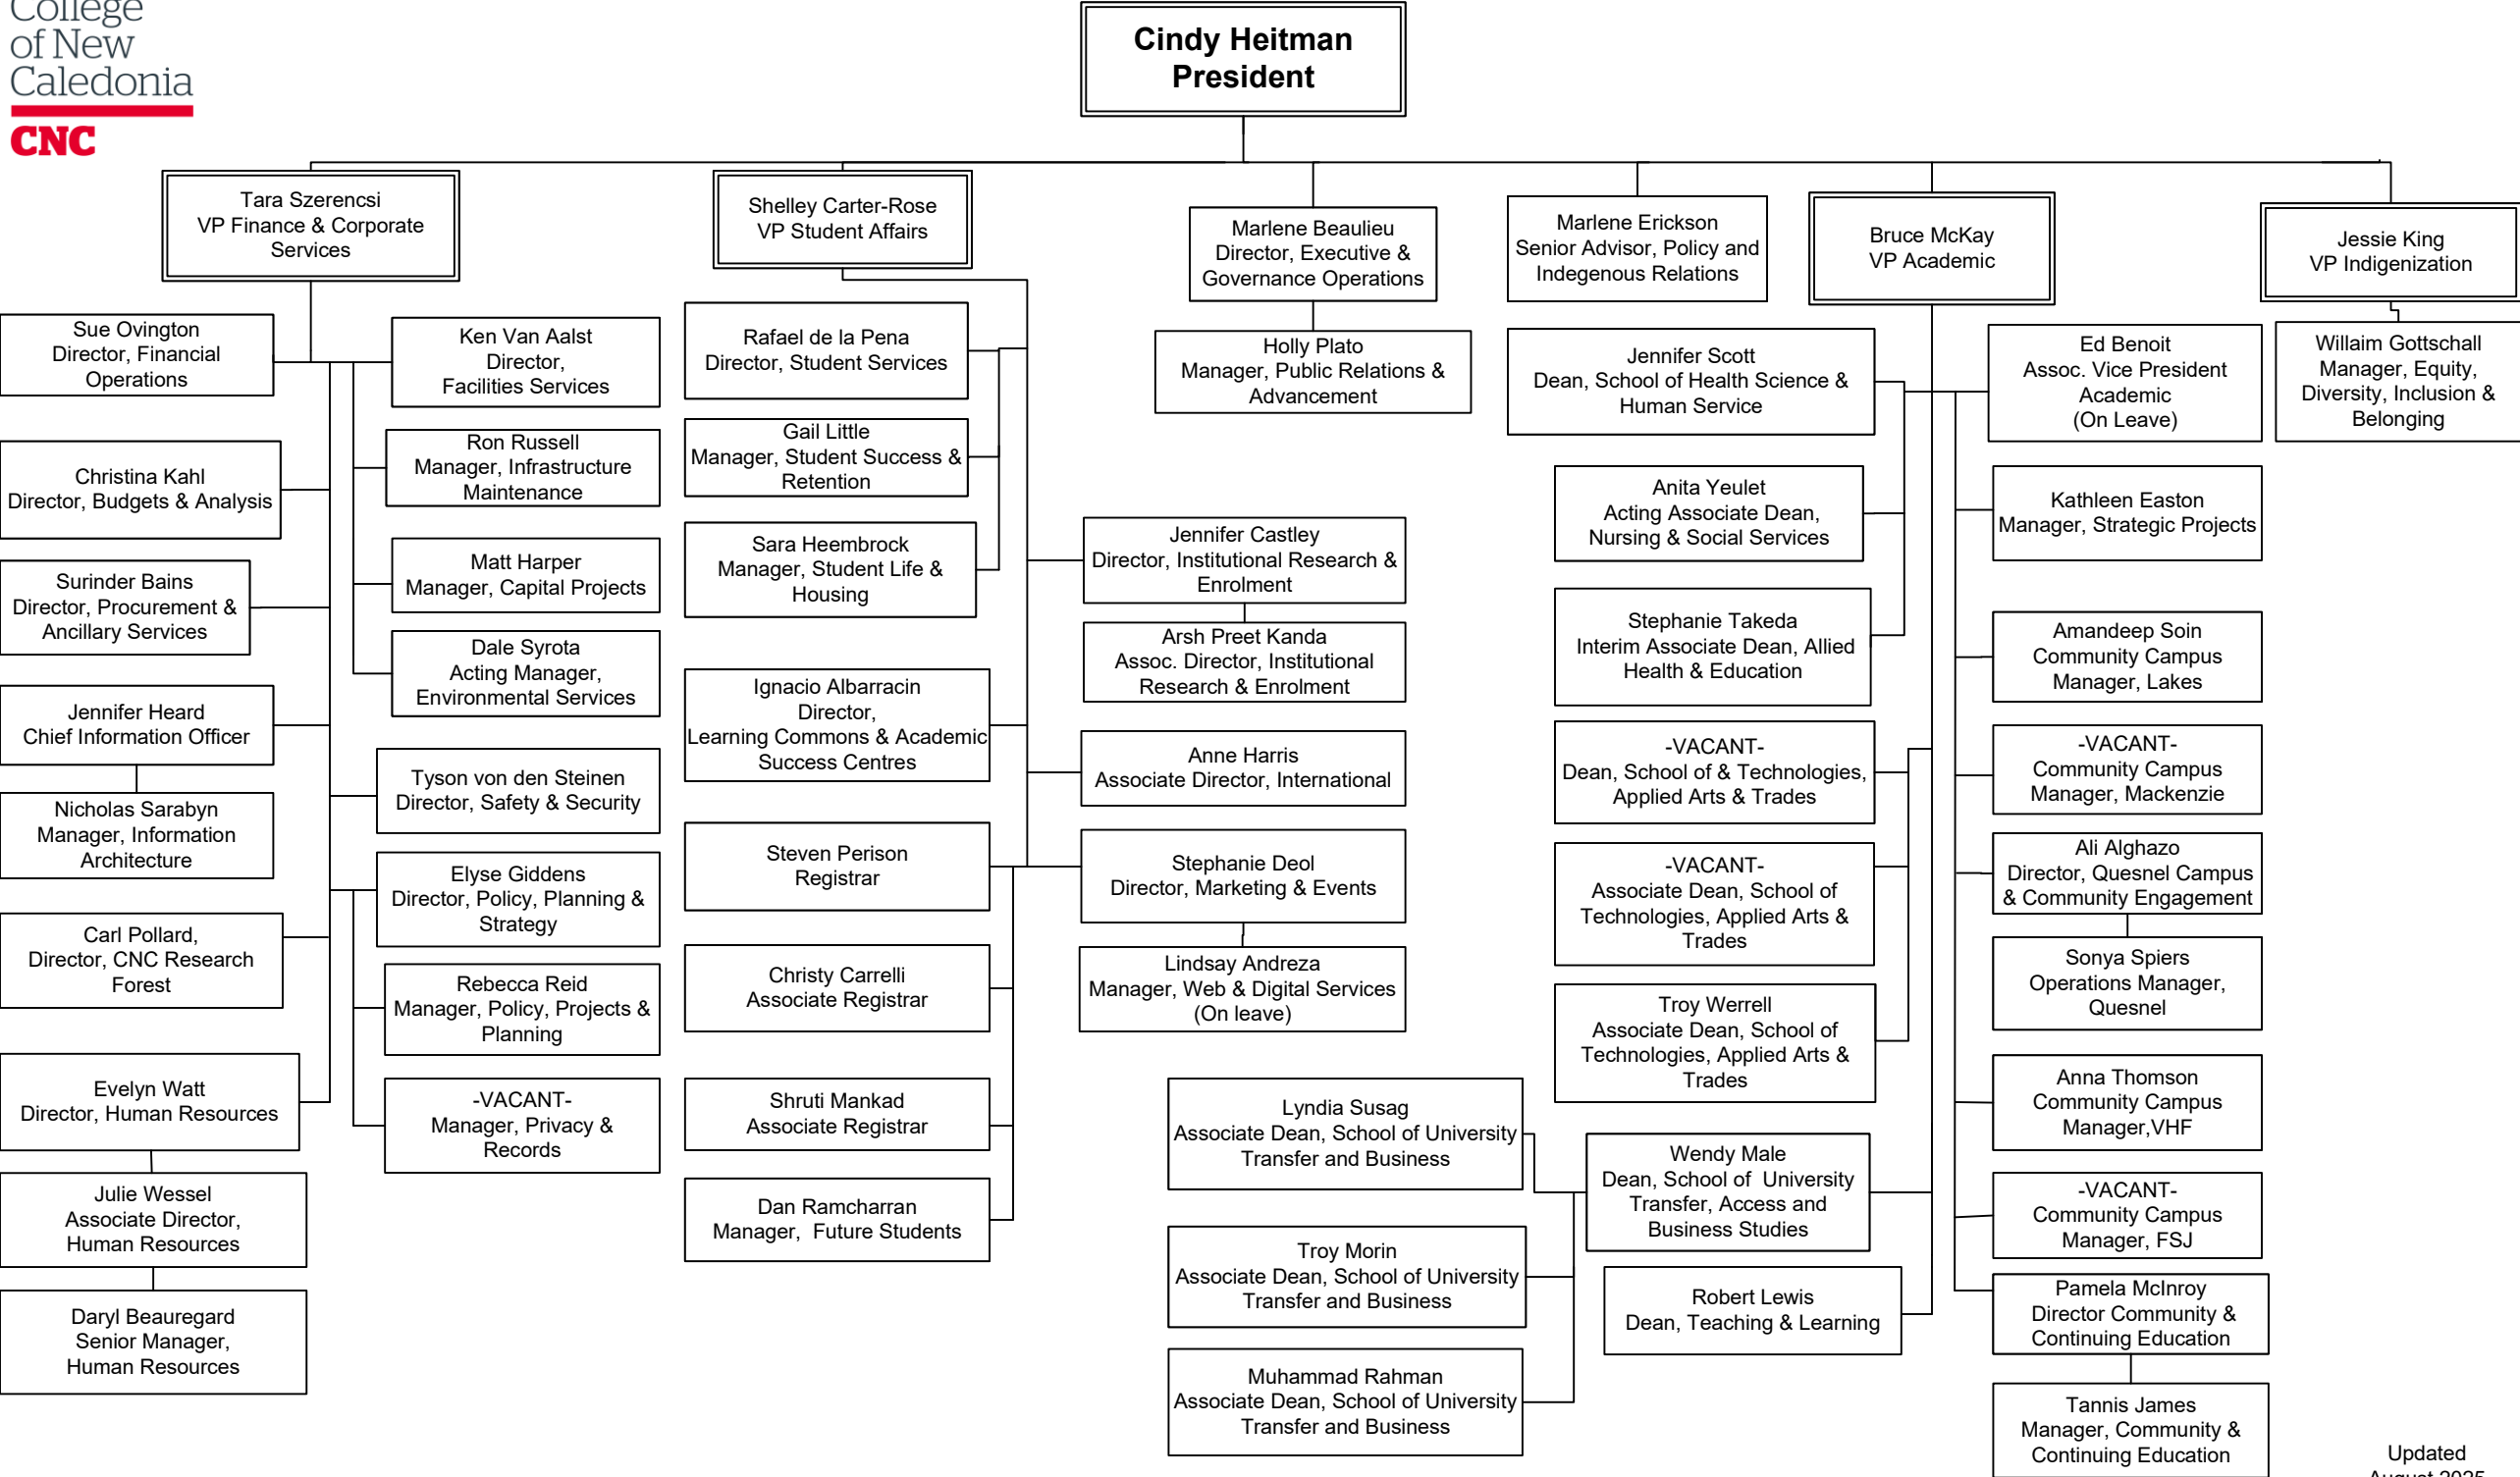 College
of New
Caledonia
CNC
Cindy Heitman
President
Tara Szerencsi
VP Finance & Corporate
Services
Shelley Carter-Rose
VP Student Affairs
Marlene Beaulieu
Director, Executive &
Governance Operations
Marlene Erickson
Senior Advisor, Policy and
Indegenous Relations
Bruce McKay
VP Academic
Jessie King
VP Indigenization
Sue Ovington
Director, Financial
Operations
Christina Kahl
Director, Budgets & Analysis
Surinder Bains
Director, Procurement &
Ancillary Services
Jennifer Heard
Chief Information Officer
Nicholas Sarabyn
Manager, Information
Architecture
Carl Pollard,
Director, CNC Research
Forest
Evelyn Watt
Director, Human Resources
Julie Wessel
Associate Director,
Human Resources
Daryl Beauregard
Senior Manager,
Human Resources
Ken Van Aalst
Director,
Facilities Services
Ron Russell
Manager, Infrastructure
Maintenance
Matt Harper
Manager, Capital Projects
Dale Syrota
Acting Manager,
Environmental Services
Tyson von den Steinen
Director, Safety & Security
Elyse Giddens
Director, Policy, Planning &
Strategy
Rebecca Reid
Manager, Policy, Projects &
Planning
-VACANT-
Manager, Privacy &
Records
Rafael de la Pena
Director, Student Services
Gail Little
Manager, Student Success &
Retention
Sara Heembrock
Manager, Student Life &
Housing
Ignacio Albarracin
Director,
Learning Commons & Academic
Success Centres
Steven Perison
Registrar
Christy Carrelli
Associate Registrar
Shruti Mankad
Associate Registrar
Dan Ramcharran
Manager, Future Students
Holly Plato
Manager, Public Relations &
Advancement
Jennifer Castley
Director, Institutional Research &
Enrolment
Arsh Preet Kanda
Assoc. Director, Institutional
Research & Enrolment
Anne Harris
Associate Director, International
Stephanie Deol
Director, Marketing & Events
Lindsay Andreza
Manager, Web & Digital Services
(On leave)
Jennifer Scott
Dean, School of Health Science &
Human Service
Anita Yeulet
Acting Associate Dean,
Nursing & Social Services
Stephanie Takeda
Interim Associate Dean, Allied
Health & Education
-VACANT-
Dean, School of & Technologies,
Applied Arts & Trades
-VACANT-
Associate Dean, School of
Technologies, Applied Arts &
Trades
Troy Werrell
Associate Dean, School of
Technologies, Applied Arts &
Trades
Lyndia Susag
Associate Dean, School of University
Transfer and Business
Troy Morin
Associate Dean, School of University
Transfer and Business
Muhammad Rahman
Associate Dean, School of University
Transfer and Business
Wendy Male
Dean, School of University
Transfer, Access and
Business Studies
Robert Lewis
Dean, Teaching & Learning
Ed Benoit
Assoc. Vice President
Academic
(On Leave)
Kathleen Easton
Manager, Strategic Projects
Amandeep Soin
Community Campus
Manager, Lakes
-VACANT-
Community Campus
Manager, Mackenzie
Ali Alghazo
Director, Quesnel Campus
& Community Engagement
Sonya Spiers
Operations Manager,
Quesnel
Anna Thomson
Community Campus
Manager,VHF
-VACANT-
Community Campus
Manager, FSJ
Pamela McInroy
Director Community &
Continuing Education
Tannis James
Manager, Community &
Continuing Education
Willaim Gottschall
Manager, Equity,
Diversity, Inclusion &
Belonging
Updated
August 2025